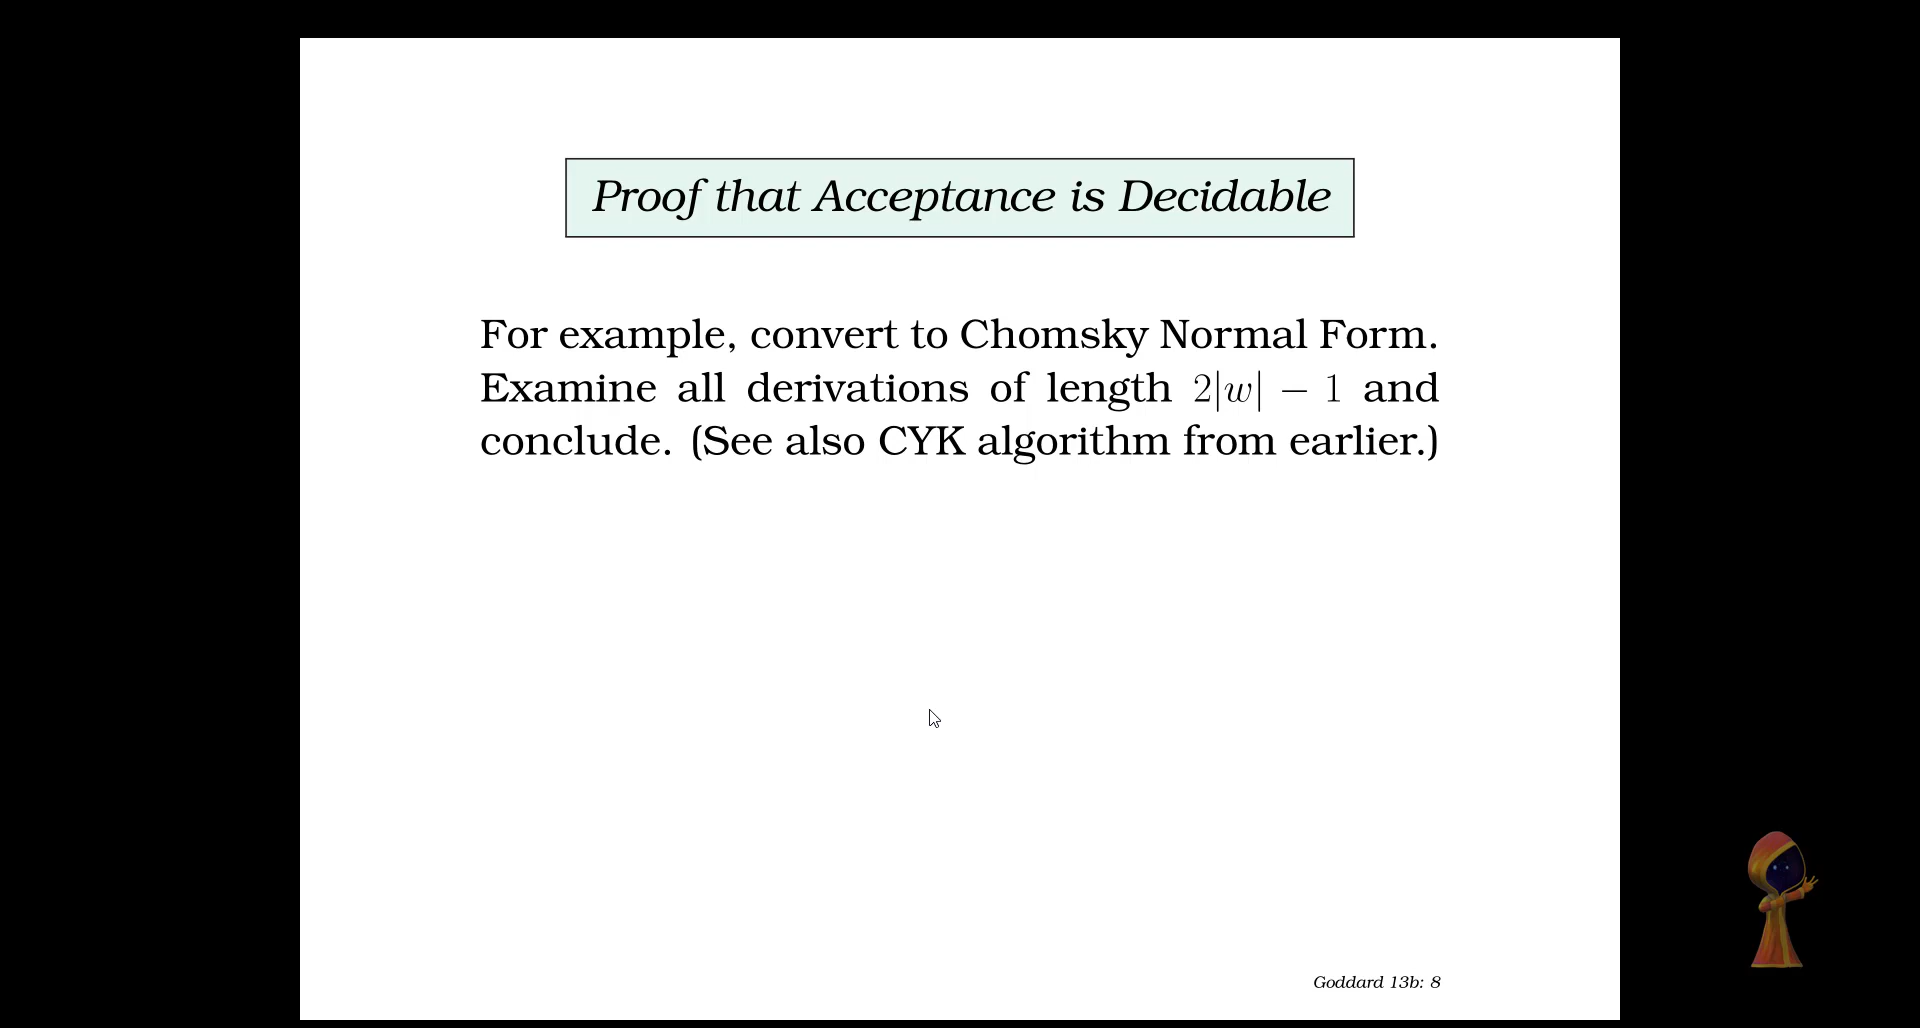 Proof that Acceptance is Decidable
For example, convert to Chomsky Normal Form.
Examine all derivations of length 2|w| − 1 and
conclude. (See also CYK algorithm from earlier.)
Goddard 13b: 8